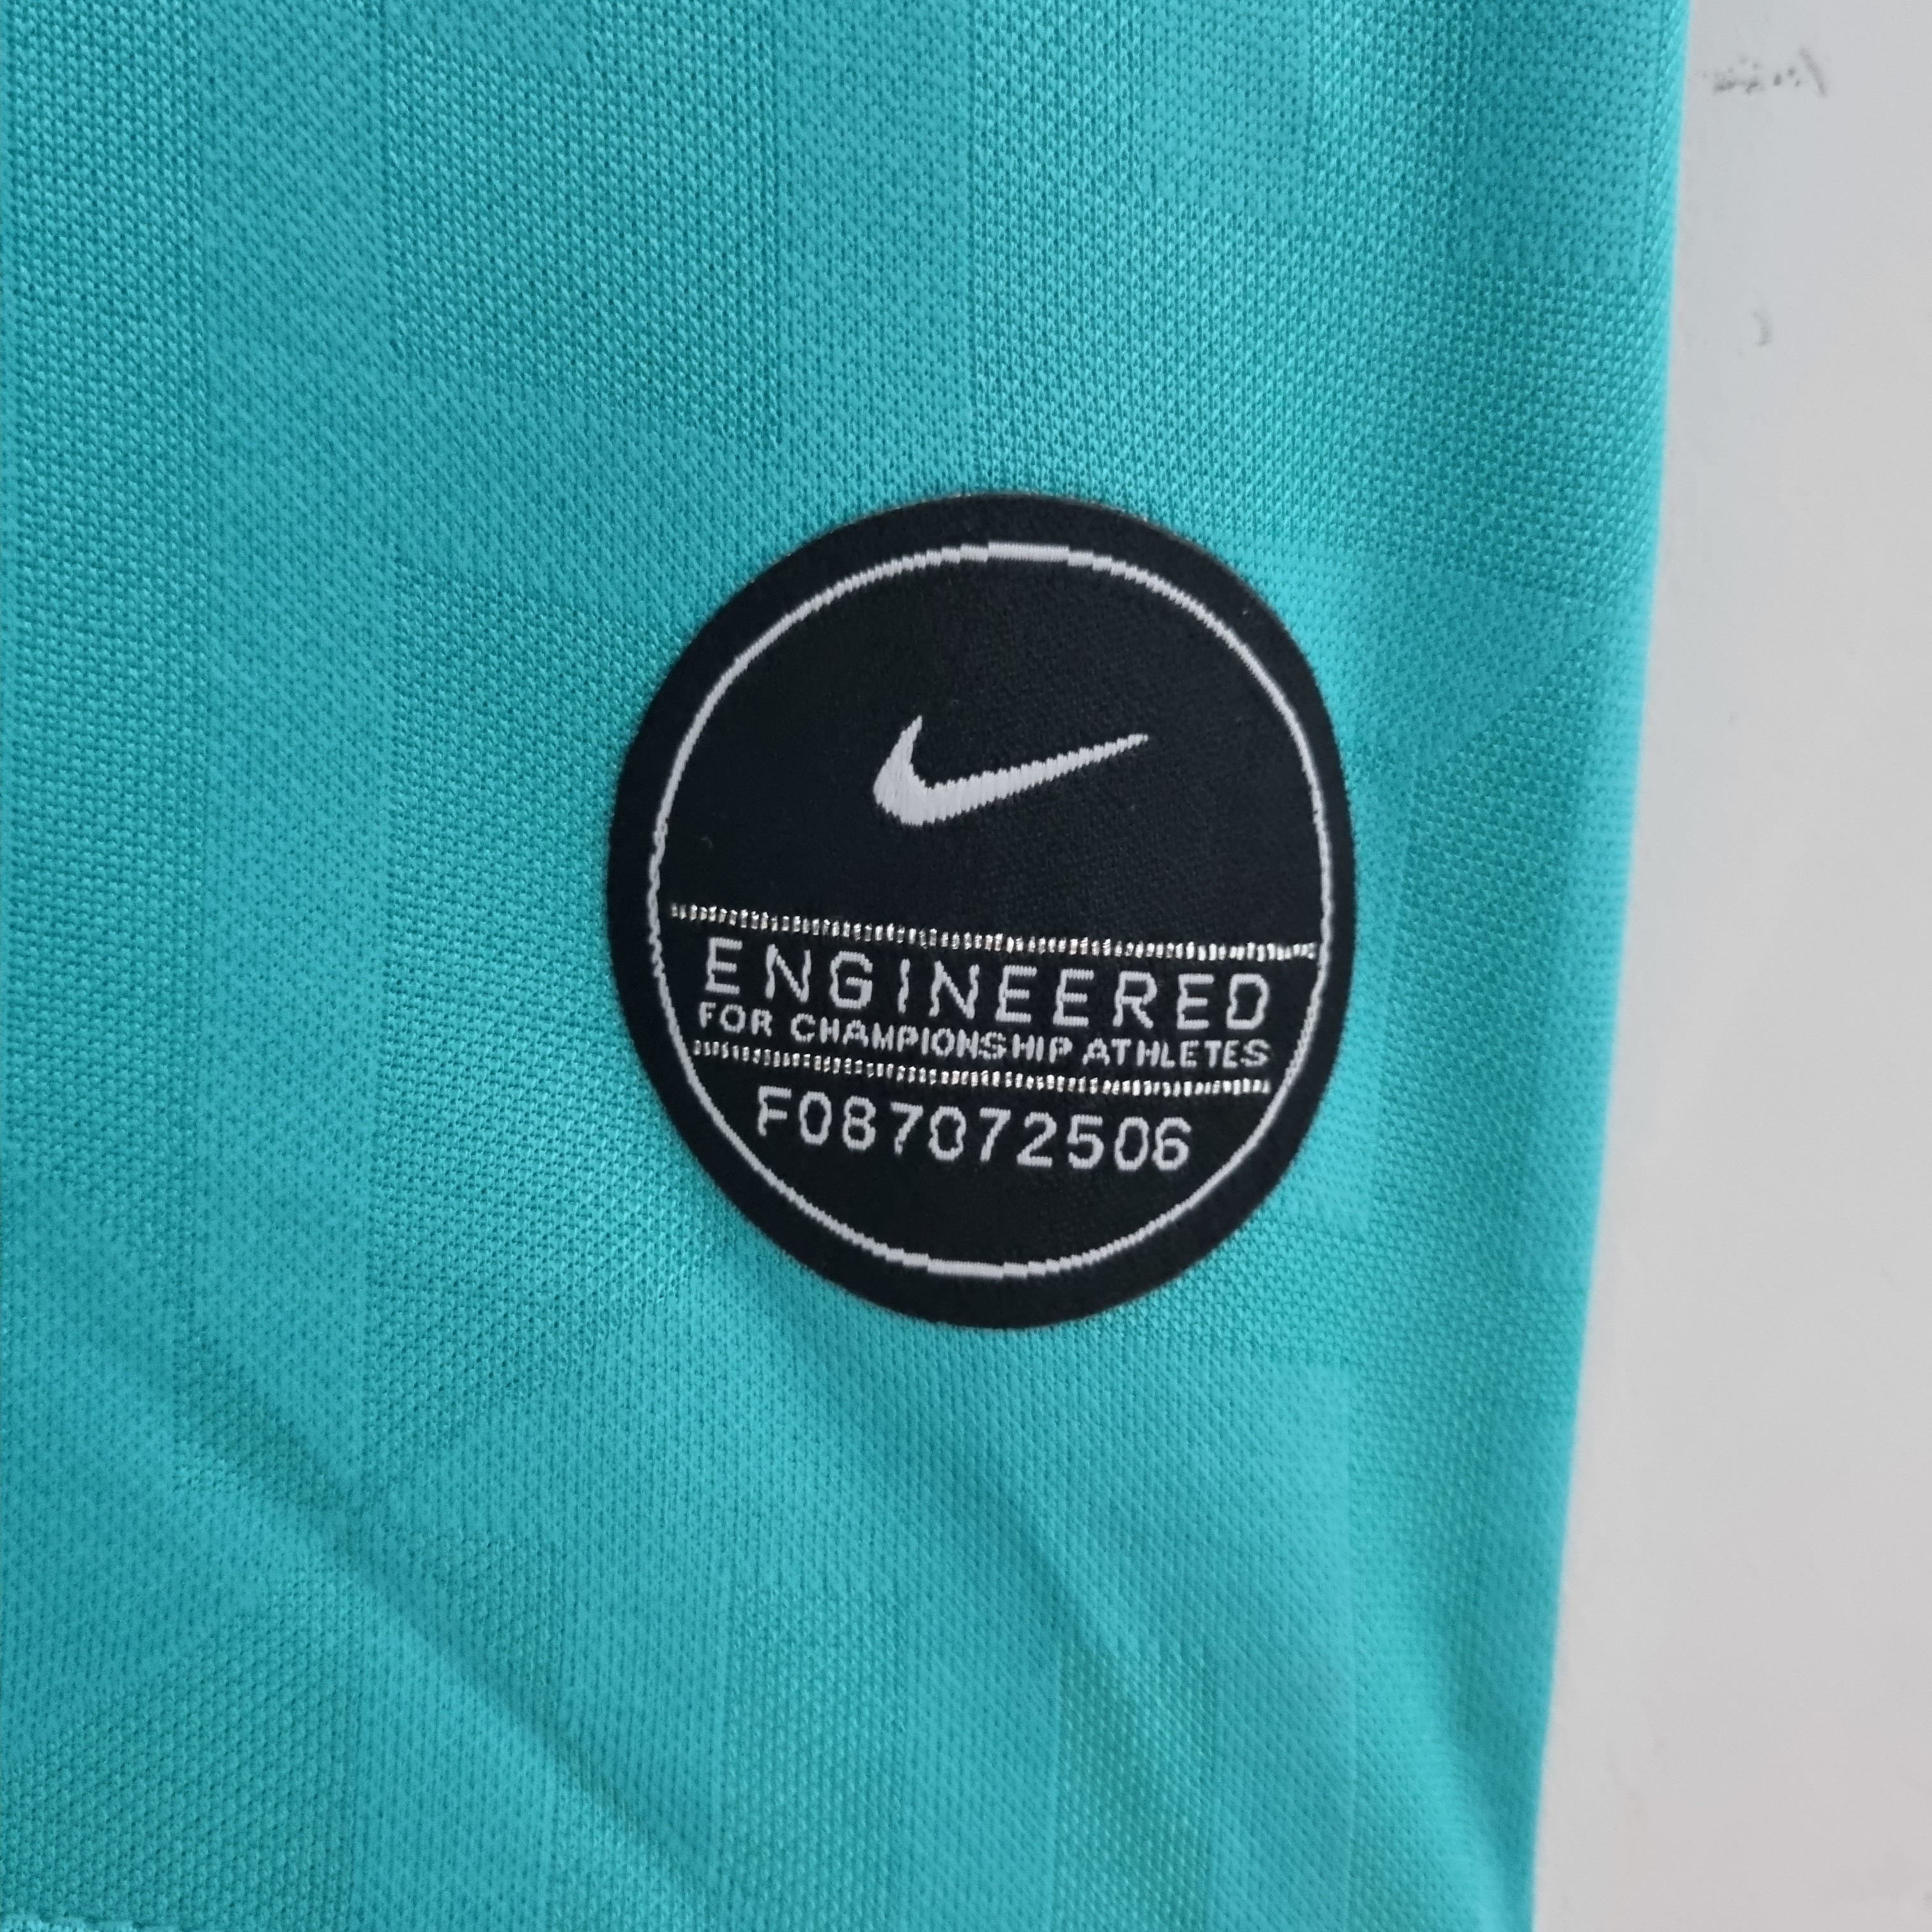 ENGINEERED
FOR CHAMPIONSHIP ATHLETES
F087072506